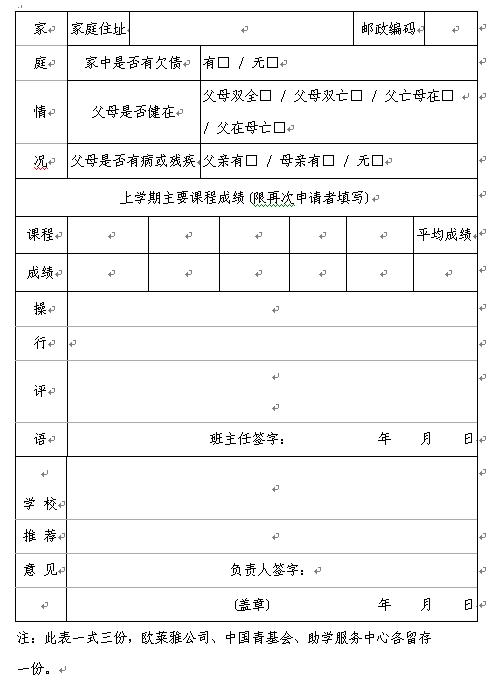 家 家庭住址 邮政编码
庭 家中是否有欠债 有□ / 无□
情 父母是否健在 父母双全□ / 父母双亡□ / 父亡母在□
/ 父在母亡□
况 父母是否有病或残疾 父亲有□ / 母亲有□ / 无□
上学期主要课程成绩(限再次申请者填写)
课程 平均成绩
成绩
操
行
评
语 班主任签字: 年 月 日
学 校
推 荐
意 见 负责人签字:
(盖章) 年 月 日
注: 此表一式三份,欧莱雅公司、中国青基会、助学服务中心各留存
一份。